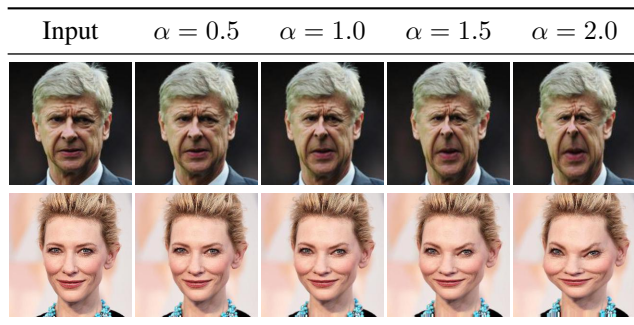 Input α = 0.5 α = 1.0 α = 1.5 α = 2.0